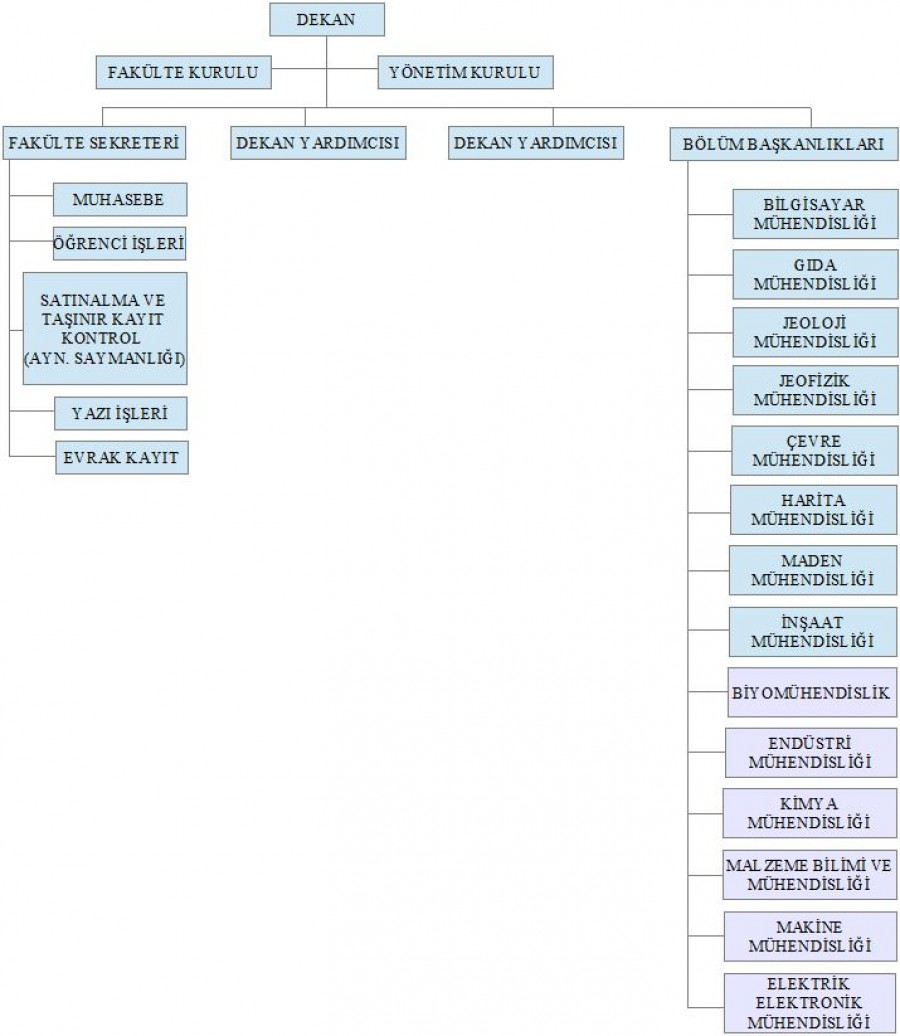 DEKAN
FAKÜLTE KURULU
YÖNETİM KURULU
FAKÜLTE SEKRETERİ
DEKAN YARDIMCISI
DEKAN YARDIMCISI
BÖLÜM BAŞKANLIKLARI
MUHASEBE
ÖĞRENCİ İŞLERİ
SATINALMA VE
TAŞINIR KAYIT
KONTROL
(AYN. SAYMANLIĞI)
YAZI İŞLERİ
EVRAK KAYIT
BİLGİSAYAR
MÜHENDİSLİĞİ
GIDA
MÜHENDİSLİĞİ
JEOLOJİ
MÜHENDİSLİĞİ
JEOFİZİK
MÜHENDİSLİĞİ
ÇEVRE
MÜHENDİSLİĞİ
HARİTA
MÜHENDİSLİĞİ
MADEN
MÜHENDİSLİĞİ
İNŞAAT
MÜHENDİSLİĞİ
BİYOMÜHENDİSLİK
ENDÜSTRİ
MÜHENDİSLİĞİ
KİMYA
MÜHENDİSLİĞİ
MALZEME BİLİMİ VE
MÜHENDİSLİĞİ
MAKİNE
MÜHENDİSLİĞİ
ELEKTRİK
ELEKTRONİK
MÜHENDİSLİĞİ